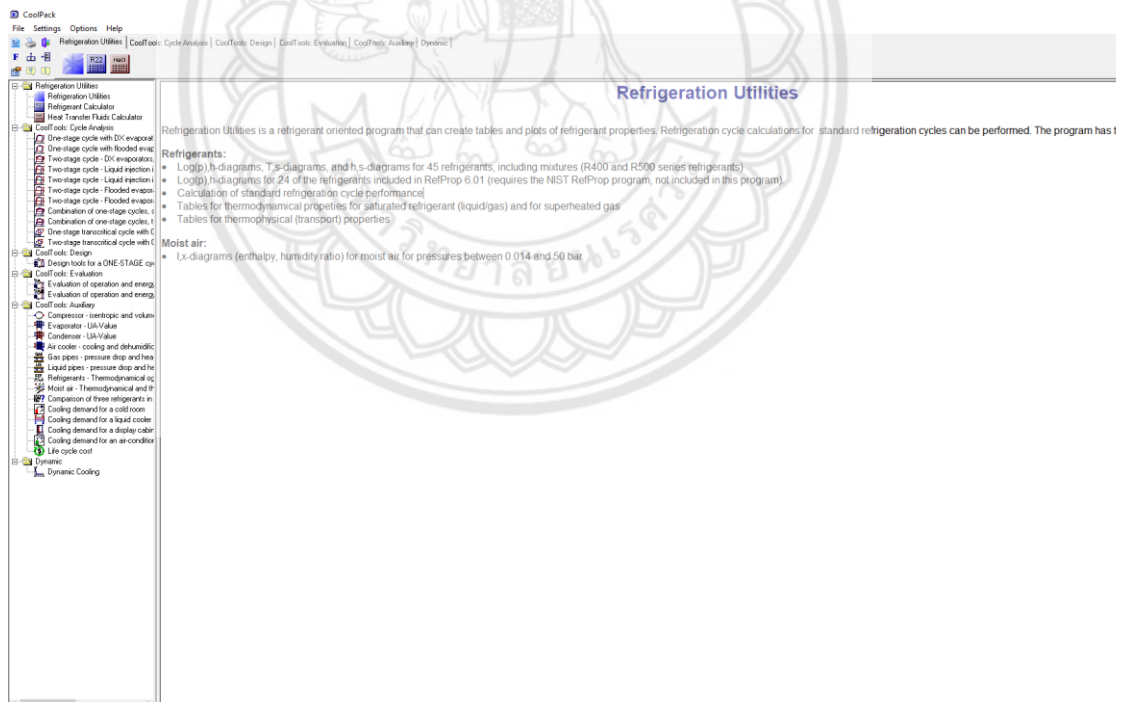 CoolPack
File Settings Options Help
Refrigeration Utilities CoolTools: Cycle Analysis CoolTools: Design CoolTools: Evaluation CoolTools: Auxiliary Dynamic
R22 NaCl
Refrigeration Utilities
Refrigeration Utilities
Refrigerant Calculator
Heat Transfer Fluids Calculator
CoolTools: Cycle Analysis
One-stage cycle with DX evaporat
One-stage cycle with flooded evap
Two-stage cycle - DX evaporators,
Two-stage cycle - Liquid injection i
Two-stage cycle - Liquid injection i
Two-stage cycle - Flooded evapor
Two-stage cycle - Flooded evapor
Combination of one-stage cycles, s
Combination of one-stage cycles, t
One-stage transcritical cycle with C
Two-stage transcritical cycle with C
CoolTools: Design
Design tools for a ONE-STAGE cy
CoolTools: Evaluation
Evaluation of operation and energy
Evaluation of operation and energy
CoolTools: Auxiliary
Compressor - isentropic and volum
Evaporator - UA-Value
Condenser - UA-Value
Air cooler - cooling and dehumidific
Gas pipes - pressure drop and hea
Liquid pipes - pressure drop and he
Refrigerants - Thermodynamical og
Moist air - Thermodynamical and th
Comparison of three refrigerants in
Cooling demand for a cold room
Cooling demand for a liquid cooler
Cooling demand for a display cabin
Cooling demand for an air-condition
Life cycle cost
Dynamic
Dynamic Cooling
Refrigeration Utilities
Refrigeration Utilities is a refrigerant oriented program that can create tables and plots of refrigerant properties. Refrigeration cycle calculations for standard refrigeration cycles can be performed. The program has t
Refrigerants:
• Log(p),h-diagrams, T,s-diagrams, and h,s-diagrams for 45 refrigerants, including mixtures (R400 and R500 series refrigerants)
• Log(p),h-diagrams for 24 of the refrigerants included in RefProp 6.01 (requires the NIST RefProp program, not included in this program).
• Calculation of standard refrigeration cycle performance
• Tables for thermodynamical propeties for saturated refrigerant (liquid/gas) and for superheated gas
• Tables for thermophysical (transport) properties
Moist air:
• I,x-diagrams (enthalpy, humidity ratio) for moist air for pressures between 0.014 and 50 bar